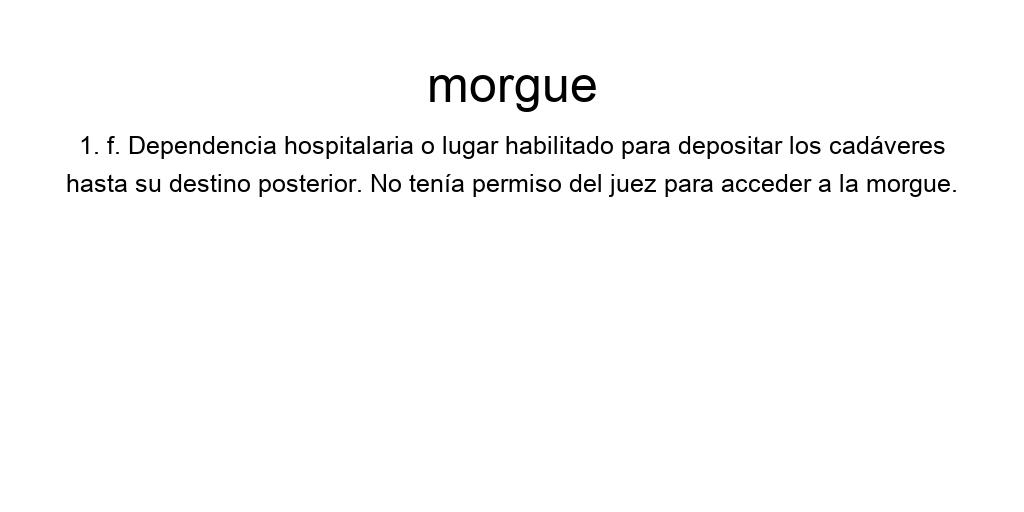 morgue
1. f. Dependencia hospitalaria o lugar habilitado para depositar los cadáveres
hasta su destino posterior. No tenía permiso del juez para acceder a la morgue.